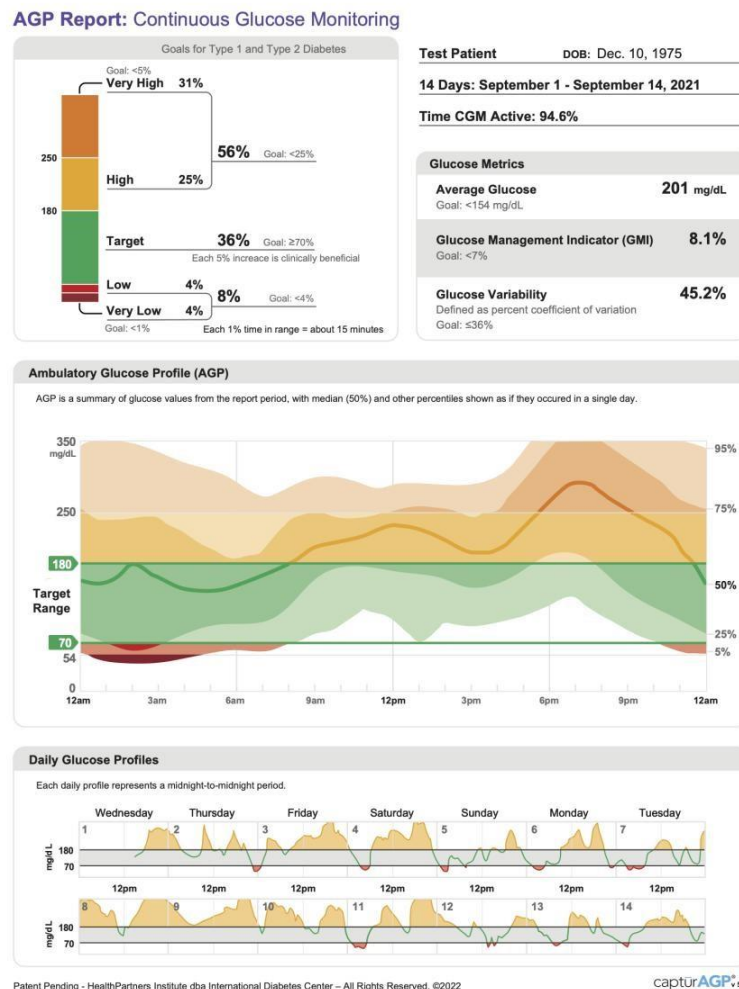 AGP Report: Continuous Glucose Monitoring
Goals for Type 1 and Type 2 Diabetes
Goal: <5%
Very High 31%
56% Goal: <25%
250
High 25%
180
Target 36% Goal: ≥70%
Each 5% increase is clinically beneficial
Low 4%
8% Goal: <4%
Very Low 4%
Goal: <1% Each 1% time in range = about 15 minutes
Test Patient DOB: Dec. 10, 1975
14 Days: September 1 - September 14, 2021
Time CGM Active: 94.6%
Glucose Metrics
Average Glucose 201 mg/dL
Goal: <154 mg/dL
Glucose Management Indicator (GMI) 8.1%
Goal: <7%
Glucose Variability 45.2%
Defined as percent coefficient of variation
Goal: ≤36%
Ambulatory Glucose Profile (AGP)
AGP is a summary of glucose values from the report period, with median (50%) and other percentiles shown as if they occured in a single day.
350
mg/dL
95%
250
75%
180
Target
Range
50%
70
25%
54
5%
0
12am 3am 6am 9am 12pm 3pm 6pm 9pm 12am
Daily Glucose Profiles
Each daily profile represents a midnight-to-midnight period.
Wednesday Thursday Friday Saturday Sunday Monday Tuesday
1 2 3 4 5 6 7
mg/dL
180
70
12pm 12pm 12pm 12pm 12pm 12pm 12pm
8 9 10 11 12 13 14
mg/dL
180
70
Patent Pending - HealthPartners Institute dba International Diabetes Center – All Rights Reserved. ©2022
captūrAGP